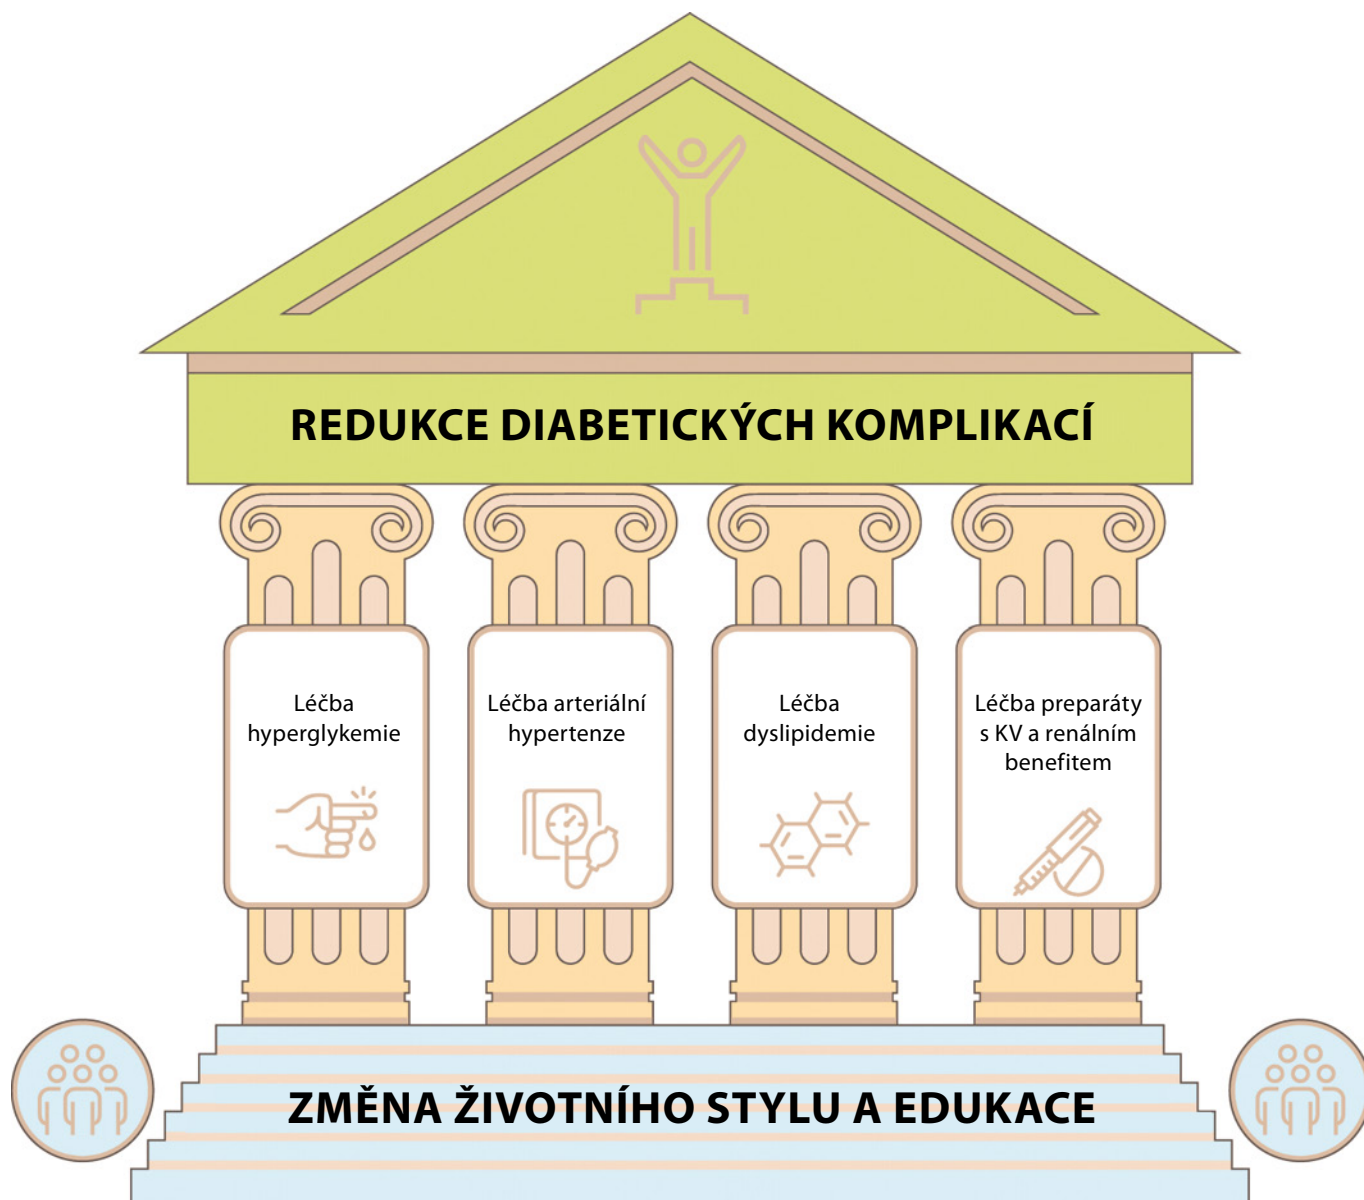 REDUKCE DIABETICKÝCH KOMPLIKACÍ
Léčba
hyperglykemie
Léčba arteriální
hypertenze
Léčba
dyslipidemie
Léčba preparáty
s KV a renálním
benefitem
ZMĚNA ŽIVOTNÍHO STYLU A EDUKACE